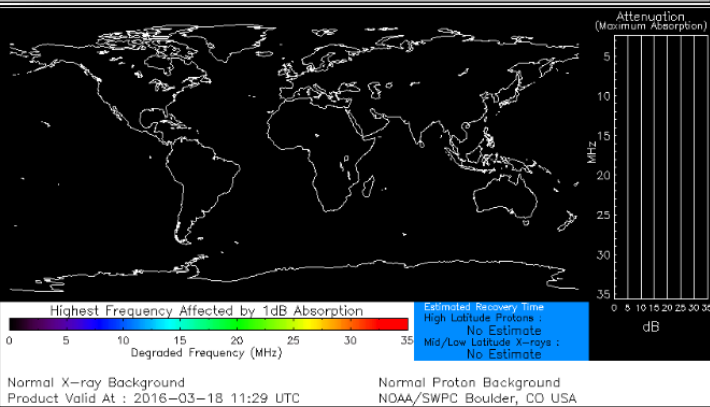 Attenuation
(Maximum Absorption)
5
10
15
20
25
30
35
MHz
0 5 10 15 20 25 30 35
dB
Highest Frequency Affected by 1dB Absorption
0 5 10 15 20 25 30 35
Degraded Frequency (MHz)
Estimated Recovery Time
High Latitude Protons :
No Estimate
Mid/Low Latitude X-rays :
No Estimate
Normal X-ray Background
Normal Proton Background
Product Valid At : 2016-03-18 11:29 UTC
NOAA/SWPC Boulder, CO USA